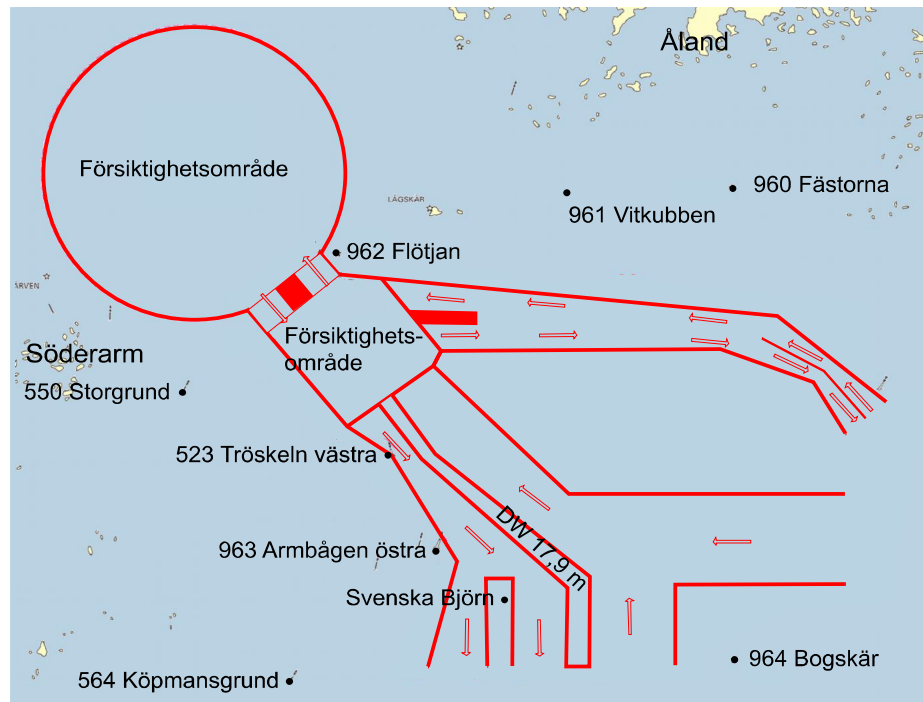 Åland
Försiktighetsområde
960 Fästorna
LÅGSKÄR
961 Vitkubben
962 Flötjan
ARVEN
Försiktighets-
område
Söderarm
550 Storgrund
523 Tröskeln västra
DW 17,9 m
963 Armbågen östra
Svenska Björn
964 Bogskär
564 Köpmansgrund